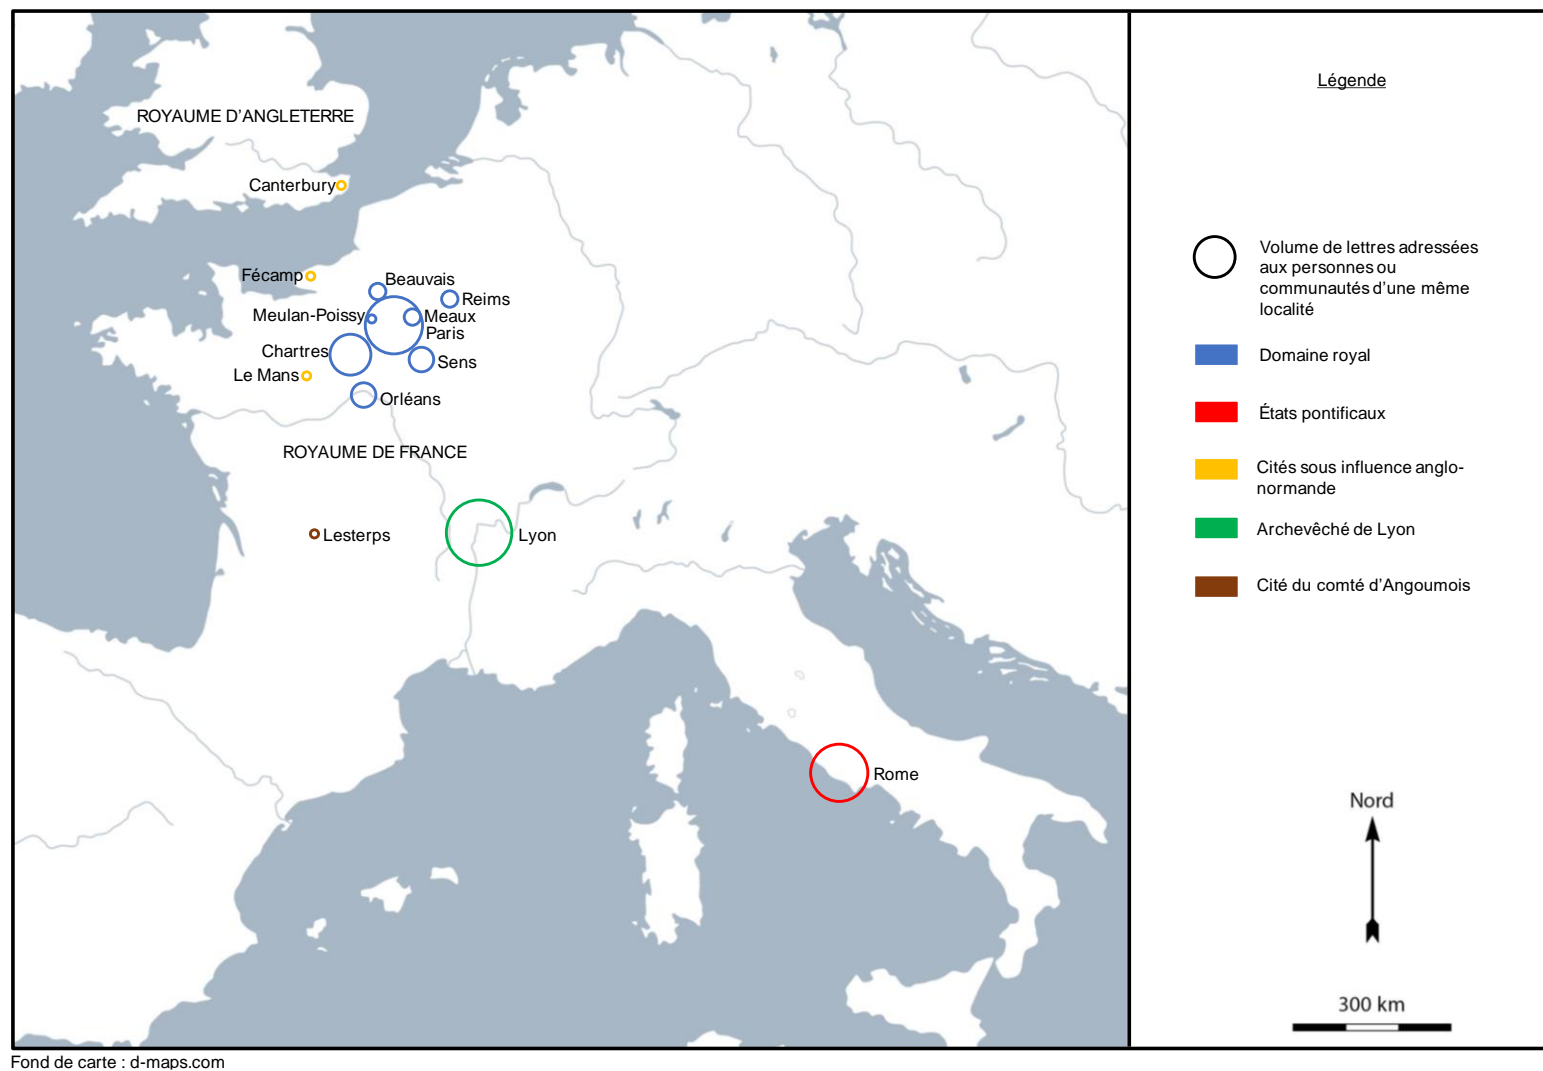 ROYAUME D'ANGLETERRE
Canterbury
Fécamp
Beauvais
Reims
Meulan-Poissy
Meaux
Paris
Chartres
Sens
Le Mans
Orléans
ROYAUME DE FRANCE
Lesterps
Lyon
Rome
Légende
Volume de lettres adressées
aux personnes ou
communautés d'une même
localité
Domaine royal
États pontificaux
Cités sous influence anglo-
normande
Archevêché de Lyon
Cité du comté d'Angoumois
Nord
300 km
Fond de carte : d-maps.com